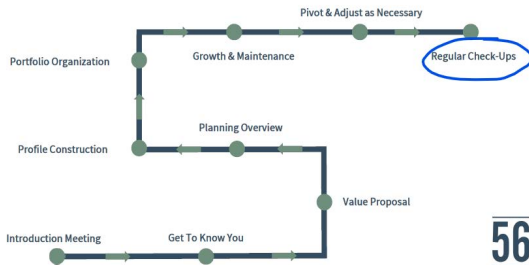 Pivot & Adjust as Necessary
Portfolio Organization
Growth & Maintenance
Regular Check-Ups
Planning Overview
Profile Construction
Value Proposal
Introduction Meeting
Get To Know You
56